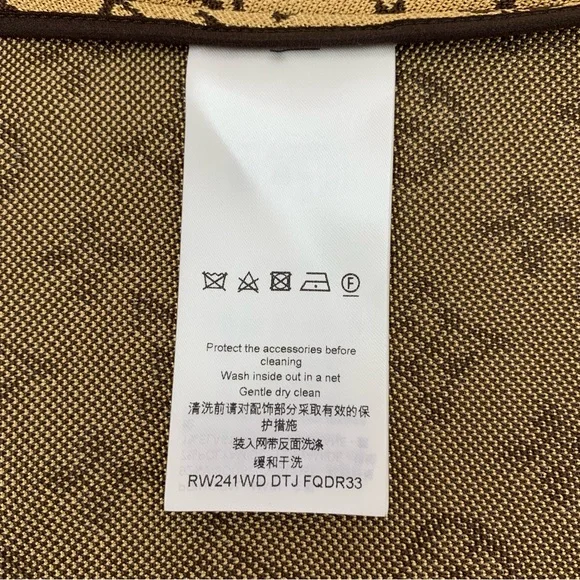 F
Protect the accessories before
cleaning
Wash inside out in a net
Gentle dry clean
清洗前请对配饰部分采取有效的保
护措施
装入网带反面洗涤
缓和干洗
RW241WD DTJ FQDR33